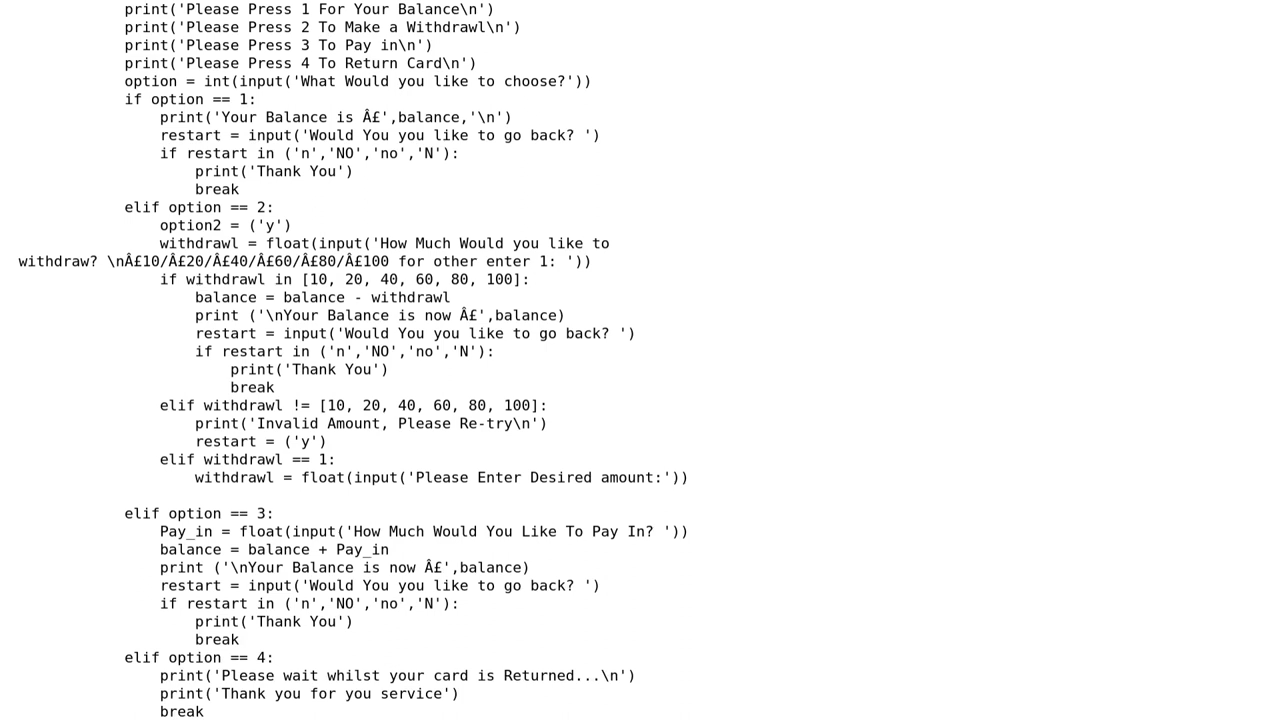 print('Please Press 1 For Your Balance\n')
print('Please Press 2 To Make a Withdrawl\n')
print('Please Press 3 To Pay in\n')
print('Please Press 4 To Return Card\n')
option = int(input('What Would you like to choose?'))
if option == 1:
print('Your Balance is Â£',balance,'\n')
restart = input('Would You you like to go back? ')
if restart in ('n','NO','no','N'):
print('Thank You')
break
elif option == 2:
option2 = ('y')
withdrawl = float(input('How Much Would you like to
withdraw? \nÂ£10/Â£20/Â£40/Â£60/Â£80/Â£100 for other enter 1: '))
if withdrawl in [10, 20, 40, 60, 80, 100]:
balance = balance - withdrawl
print ('\nYour Balance is now Â£',balance)
restart = input('Would You you like to go back? ')
if restart in ('n','NO','no','N'):
print('Thank You')
break
elif withdrawl != [10, 20, 40, 60, 80, 100]:
print('Invalid Amount, Please Re-try\n')
restart = ('y')
elif withdrawl == 1:
withdrawl = float(input('Please Enter Desired amount:'))
elif option == 3:
Pay_in = float(input('How Much Would You Like To Pay In? '))
balance = balance + Pay_in
print ('\nYour Balance is now Â£',balance)
restart = input('Would You you like to go back? ')
if restart in ('n','NO','no','N'):
print('Thank You')
break
elif option == 4:
print('Please wait whilst your card is Returned...\n')
print('Thank you for you service')
break